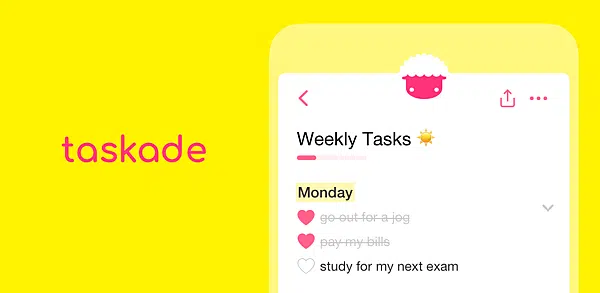 taskade
Weekly Tasks ☀️
Monday
go out for a jog
pay my bills
study for my next exam